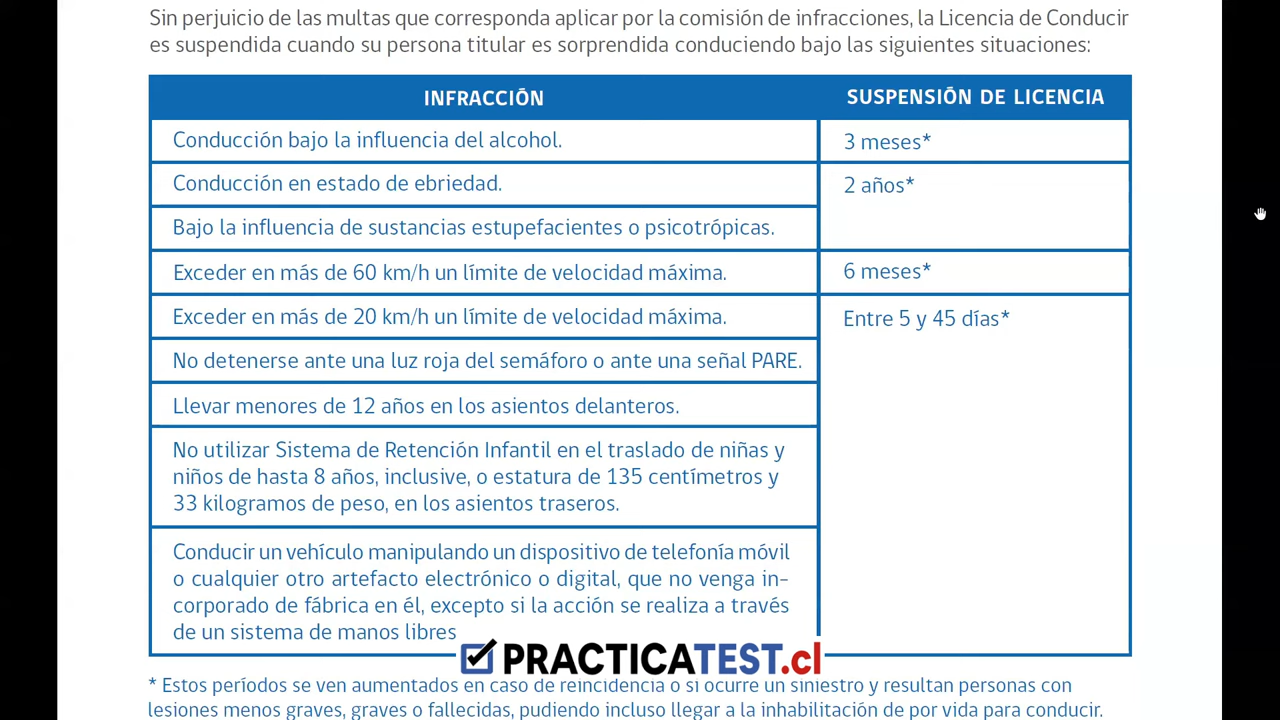 Sin perjuicio de las multas que corresponda aplicar por la comisión de infracciones, la Licencia de Conducir
es suspendida cuando su persona titular es sorprendida conduciendo bajo las siguientes situaciones:
INFRACCIÓN
SUSPENSIÓN DE LICENCIA
Conducción bajo la influencia del alcohol.
3 meses*
Conducción en estado de ebriedad.
2 años*
Bajo la influencia de sustancias estupefacientes o psicotrópicas.
Exceder en más de 60 km/h un límite de velocidad máxima.
6 meses*
Exceder en más de 20 km/h un límite de velocidad máxima.
Entre 5 y 45 días*
No detenerse ante una luz roja del semáforo o ante una señal PARE.
Llevar menores de 12 años en los asientos delanteros.
No utilizar Sistema de Retención Infantil en el traslado de niñas y
niños de hasta 8 años, inclusive, o estatura de 135 centímetros y
33 kilogramos de peso, en los asientos traseros.
Conducir un vehículo manipulando un dispositivo de telefonía móvil
o cualquier otro artefacto electrónico o digital, que no venga in-
corporado de fábrica en él, excepto si la acción se realiza a través
de un sistema de manos libres
PRACTICATEST.cl
* Estos períodos se ven aumentados en caso de reincidencia o si ocurre un siniestro y resultan personas con
lesiones menos graves, graves o fallecidas, pudiendo incluso llegar a la inhabilitación de por vida para conducir.